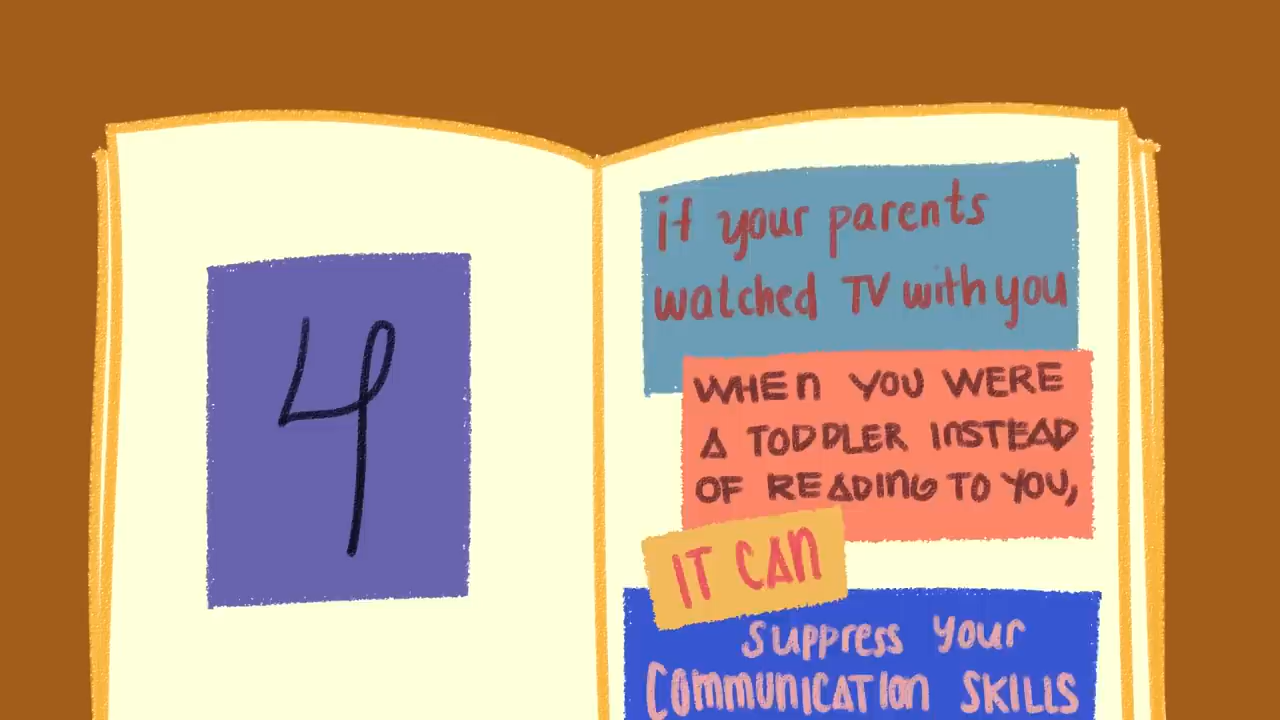 4
if your parents
watched TV with you
WHEn YOU WERE
A TODDLER InSTEAD
OF READInG TO YOU,
IT CAn
Suppress your
COMMUNICATIOn SKILLS